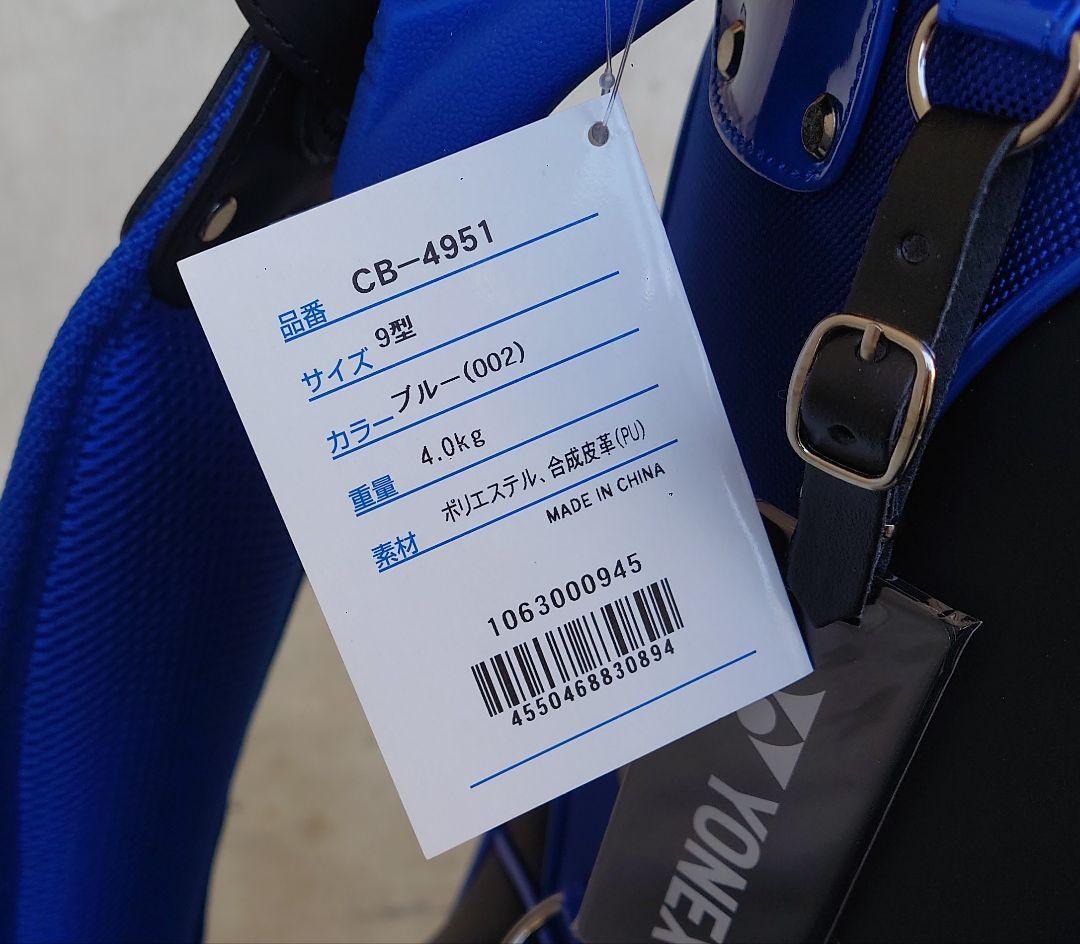 品番 CB-4951
サイズ 9型
カラー ブルー(002)
重量 4.0kg
素材 ポリエステル、合成皮革(PU)
MADE IN CHINA
1063000945
4550468830894
YONEX